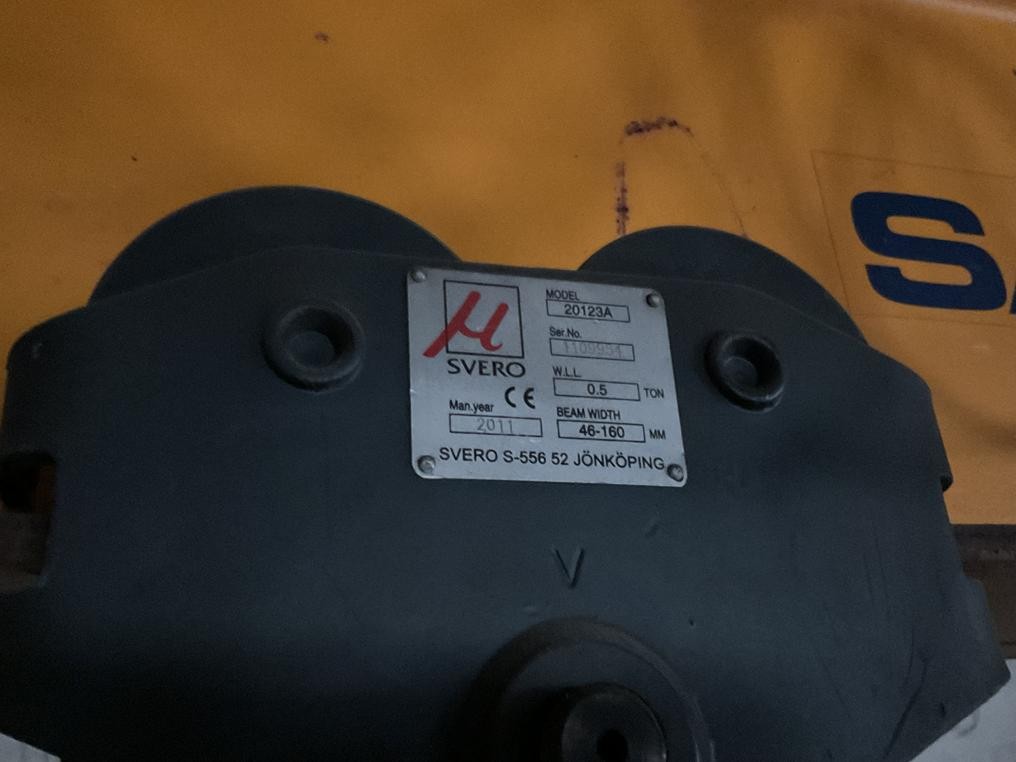 S
µ
SVERO
CE
Man.year
2011
MODEL
20123A
Ser.No.
1109954
W.L.L.
0.5 TON
BEAM WIDTH
46-160 MM
SVERO S-556 52 JÖNKÖPING
V